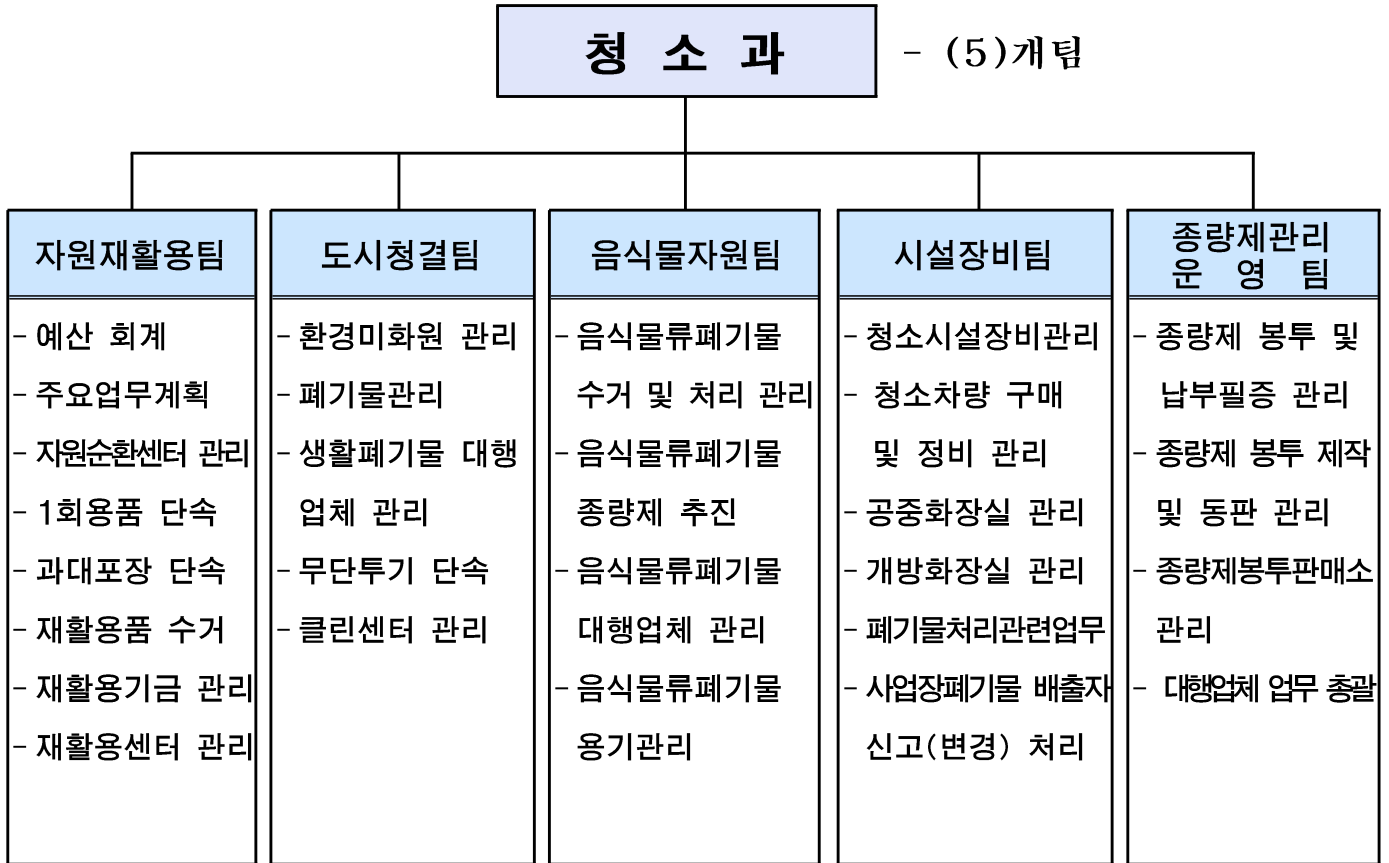 청 소 과
- (5)개팀
자원재활용팀
- 예산 회계
- 주요업무계획
- 자원순환센터 관리
- 1회용품 단속
- 과대포장 단속
- 재활용품 수거
- 재활용기금 관리
- 재활용센터 관리
도시청결팀
- 환경미화원 관리
- 폐기물관리
- 생활폐기물 대행
업체 관리
- 무단투기 단속
- 클린센터 관리
음식물자원팀
- 음식물류폐기물
수거 및 처리 관리
- 음식물류폐기물
종량제 추진
- 음식물류폐기물
대행업체 관리
- 음식물류폐기물
용기관리
시설장비팀
- 청소시설장비관리
- 청소차량 구매
및 정비 관리
- 공중화장실 관리
- 개방화장실 관리
- 폐기물처리관련업무
- 사업장폐기물 배출자
신고(변경) 처리
종량제관리
운 영 팀
- 종량제 봉투 및
납부필증 관리
- 종량제 봉투 제작
및 동판 관리
- 종량제봉투판매소
관리
- 대행업체 업무 총괄